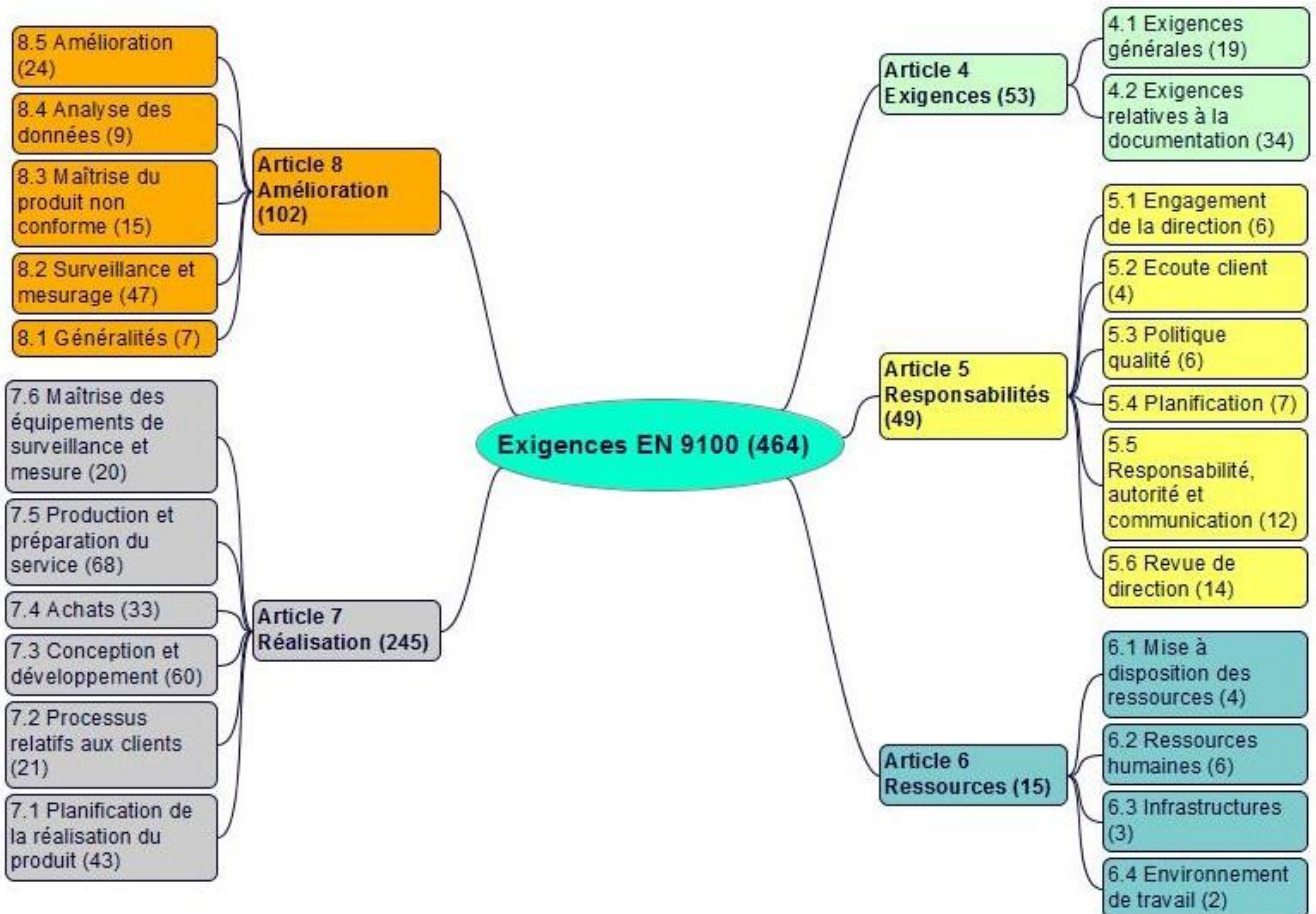 Exigences EN 9100 (464)
Article 4
Exigences (53)
4.1 Exigences
générales (19)
4.2 Exigences
relatives à la
documentation (34)
Article 5
Responsabilités
(49)
5.1 Engagement
de la direction (6)
5.2 Ecoute client
(4)
5.3 Politique
qualité (6)
5.4 Planification (7)
5.5
Responsabilité,
autorité et
communication (12)
5.6 Revue de
direction (14)
Article 6
Ressources (15)
6.1 Mise à
disposition des
ressources (4)
6.2 Ressources
humaines (6)
6.3 Infrastructures
(3)
6.4 Environnement
de travail (2)
Article 7
Réalisation (245)
7.6 Maîtrise des
équipements de
surveillance et
mesure (20)
7.5 Production et
préparation du
service (68)
7.4 Achats (33)
7.3 Conception et
développement (60)
7.2 Processus
relatifs aux clients
(21)
7.1 Planification de
la réalisation du
produit (43)
Article 8
Amélioration
(102)
8.5 Amélioration
(24)
8.4 Analyse des
données (9)
8.3 Maîtrise du
produit non
conforme (15)
8.2 Surveillance et
mesurage (47)
8.1 Généralités (7)